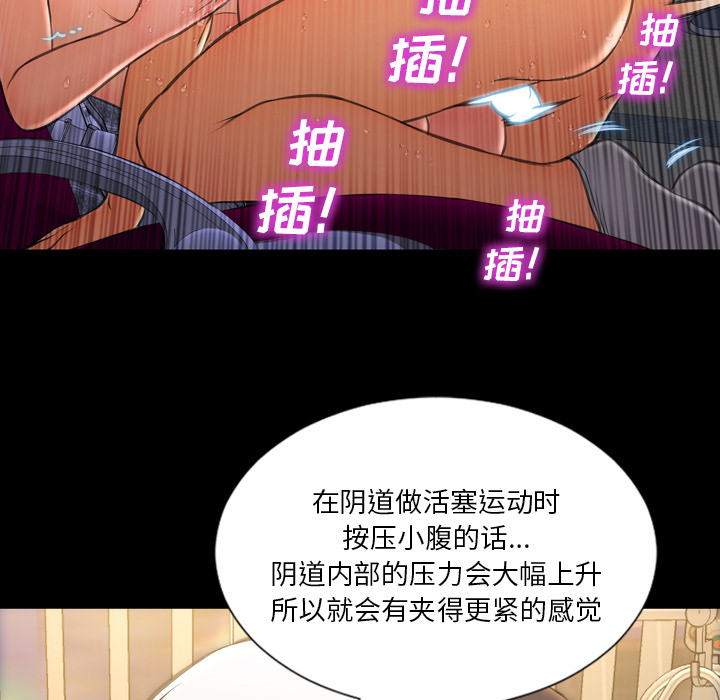 抽
插!
抽
插!
抽
插!
抽
插!
在阴道做活塞运动时
按压小腹的话...
阴道内部的压力会大幅上升
所以就会有夹得更紧的感觉